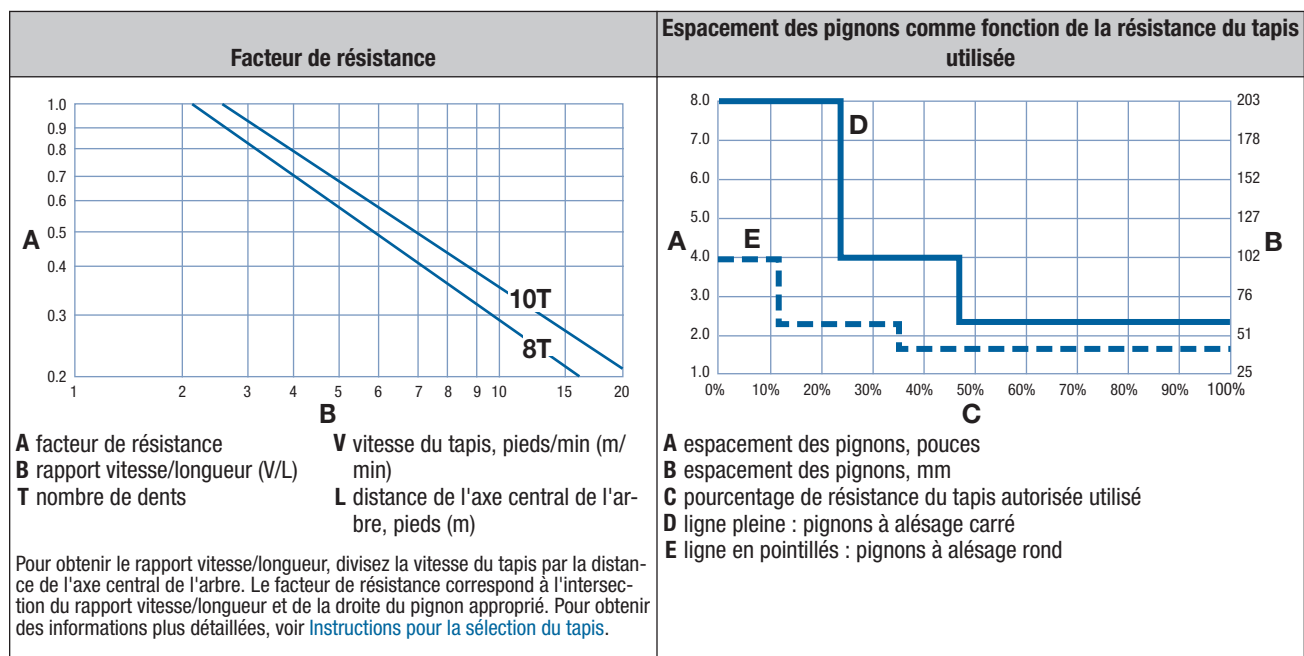 Facteur de résistance
1.0
0.9
0.8
0.7
0.6
A 0.5
0.4
0.3
0.2
10T
8T
1 2 3 4 5 6 7 8 9 10 15 20
B
A facteur de résistance
B rapport vitesse/longueur (V/L)
T nombre de dents
V vitesse du tapis, pieds/min (m/
min)
L distance de l'axe central de l'ar-
bre, pieds (m)
Pour obtenir le rapport vitesse/longueur, divisez la vitesse du tapis par la distan-
ce de l'axe central de l'arbre. Le facteur de résistance correspond à l'intersec-
tion du rapport vitesse/longueur et de la droite du pignon approprié. Pour obtenir
des informations plus détaillées, voir Instructions pour la sélection du tapis.
Espacement des pignons comme fonction de la résistance du tapis
utilisée
8.0 203
D
7.0 178
6.0 152
5.0 127
A E B
4.0 102
3.0 76
2.0 51
1.0 25
0% 10% 20% 30% 40% 50% 60% 70% 80% 90% 100%
C
A espacement des pignons, pouces
B espacement des pignons, mm
C pourcentage de résistance du tapis autorisée utilisé
D ligne pleine : pignons à alésage carré
E ligne en pointillés : pignons à alésage rond